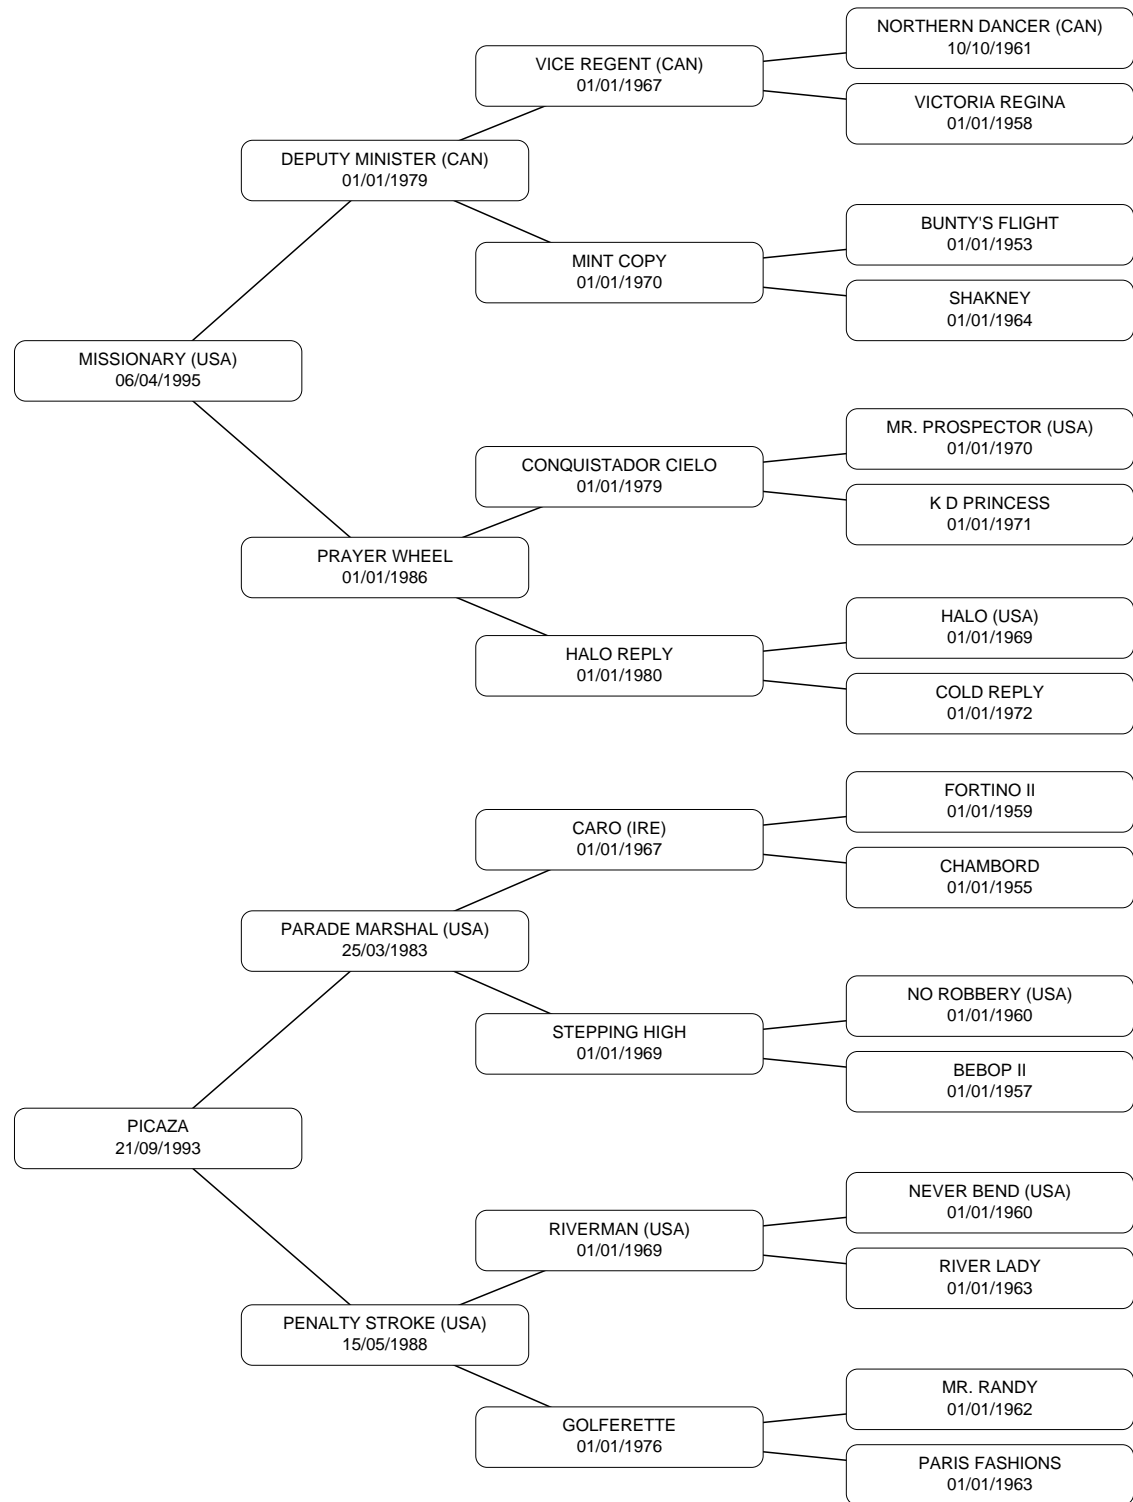 NORTHERN DANCER (CAN)
10/10/1961
VICE REGENT (CAN)
01/01/1967
VICTORIA REGINA
01/01/1958
DEPUTY MINISTER (CAN)
01/01/1979
BUNTY'S FLIGHT
01/01/1953
MINT COPY
01/01/1970
SHAKNEY
01/01/1964
MISSIONARY (USA)
06/04/1995
MR. PROSPECTOR (USA)
01/01/1970
CONQUISTADOR CIELO
01/01/1979
K D PRINCESS
01/01/1971
PRAYER WHEEL
01/01/1986
HALO (USA)
01/01/1969
HALO REPLY
01/01/1980
COLD REPLY
01/01/1972
FORTINO II
01/01/1959
CARO (IRE)
01/01/1967
CHAMBORD
01/01/1955
PARADE MARSHAL (USA)
25/03/1983
NO ROBBERY (USA)
01/01/1960
STEPPING HIGH
01/01/1969
BEBOP II
01/01/1957
PICAZA
21/09/1993
NEVER BEND (USA)
01/01/1960
RIVERMAN (USA)
01/01/1969
RIVER LADY
01/01/1963
PENALTY STROKE (USA)
15/05/1988
MR. RANDY
01/01/1962
GOLFERETTE
01/01/1976
PARIS FASHIONS
01/01/1963